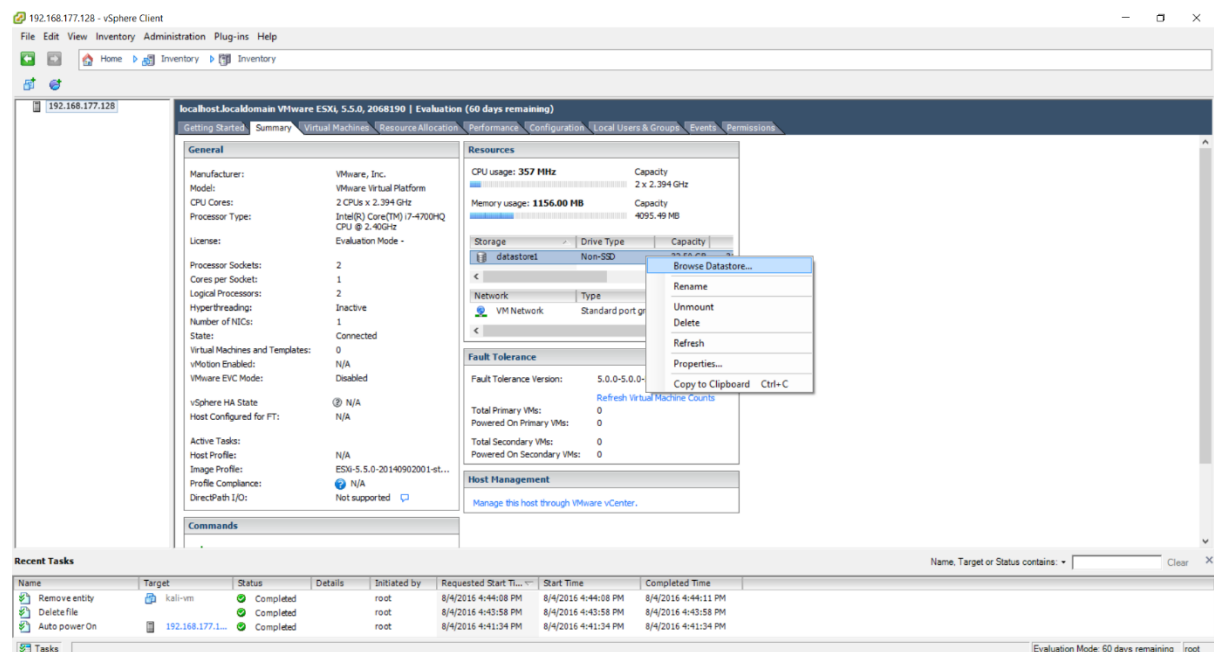 192.168.177.128 - vSphere Client
File Edit View Inventory Administration Plug-ins Help
Home Inventory Inventory
192.168.177.128
localhost.localdomain VMware ESXi, 5.5.0, 2068190 | Evaluation (60 days remaining)
Getting Started Summary Virtual Machines Resource Allocation Performance Configuration Local Users & Groups Events Permissions
General
Manufacturer: VMware, Inc.
Model: VMware Virtual Platform
CPU Cores: 2 CPUs x 2.394 GHz
Processor Type: Intel(R) Core(TM) i7-4700HQ
CPU @ 2.40GHz
License: Evaluation Mode -
Processor Sockets: 2
Cores per Socket: 1
Logical Processors: 2
Hyperthreading: Inactive
Number of NICs: 1
State: Connected
Virtual Machines and Templates: 0
vMotion Enabled: N/A
VMware EVC Mode: Disabled
vSphere HA State N/A
Host Configured for FT: N/A
Active Tasks:
Host Profile: N/A
Image Profile: ESXi-5.5.0-20140902001-st...
Profile Compliance: N/A
DirectPath I/O: Not supported
Commands
Resources
CPU usage: 357 MHz Capacity
2 x 2.394 GHz
Memory usage: 1156.00 MB Capacity
4095.49 MB
Storage Drive Type Capacity
datastore1 Non-SSD
Network Type
VM Network Standard port gr
Browse Datastore...
Rename
Unmount
Delete
Refresh
Properties...
Copy to Clipboard Ctrl+C
Fault Tolerance
Fault Tolerance Version: 5.0.0-5.0.0-
Refresh Virtual Machine Counts
Total Primary VMs: 0
Powered On Primary VMs: 0
Total Secondary VMs: 0
Powered On Secondary VMs: 0
Host Management
Manage this host through VMware vCenter.
Recent Tasks
Name, Target or Status contains: Clear
Name Target Status Details Initiated by Requested Start Ti... Start Time Completed Time
Remove entity kali-vm Completed root 8/4/2016 4:44:08 PM 8/4/2016 4:44:08 PM 8/4/2016 4:44:11 PM
Delete file Completed root 8/4/2016 4:43:58 PM 8/4/2016 4:43:58 PM 8/4/2016 4:43:58 PM
Auto power On 192.168.177.1... Completed root 8/4/2016 4:41:34 PM 8/4/2016 4:41:34 PM 8/4/2016 4:41:34 PM
Tasks Evaluation Mode: 60 days remaining root